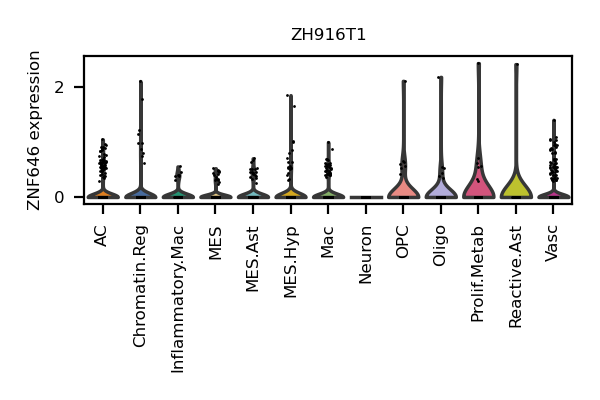 ZH916T1
ZNF646 expression
2
0
AC
Chromatin.Reg
Inflammatory.Mac
MES
MES.Ast
MES.Hyp
Mac
Neuron
OPC
Oligo
Prolif.Metab
Reactive.Ast
Vasc